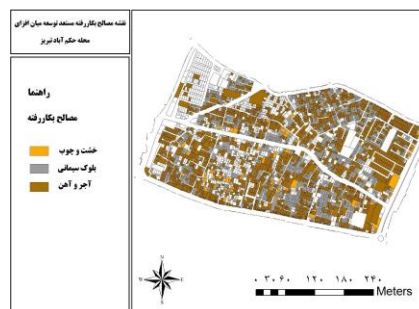 نقشه مصالح بکاررفته مستعد توسعه میان افزای
محله حکم آباد تبریز
راهنما
مصالح بکاررفته
خشت و چوب
بلوک سیمانی
آجر و آهن
N
۰ ۳۰ ۶۰ ۱۲۰ ۱۸۰ ۲۴۰
Meters